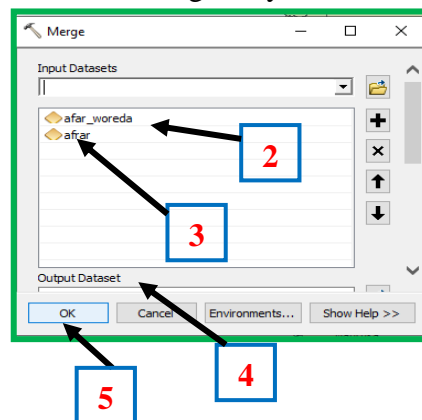 Merge
Input Datasets
afar_woreda
2
afrar
3
Output Dataset
OK Cancel Environments... Show Help >>
4
5